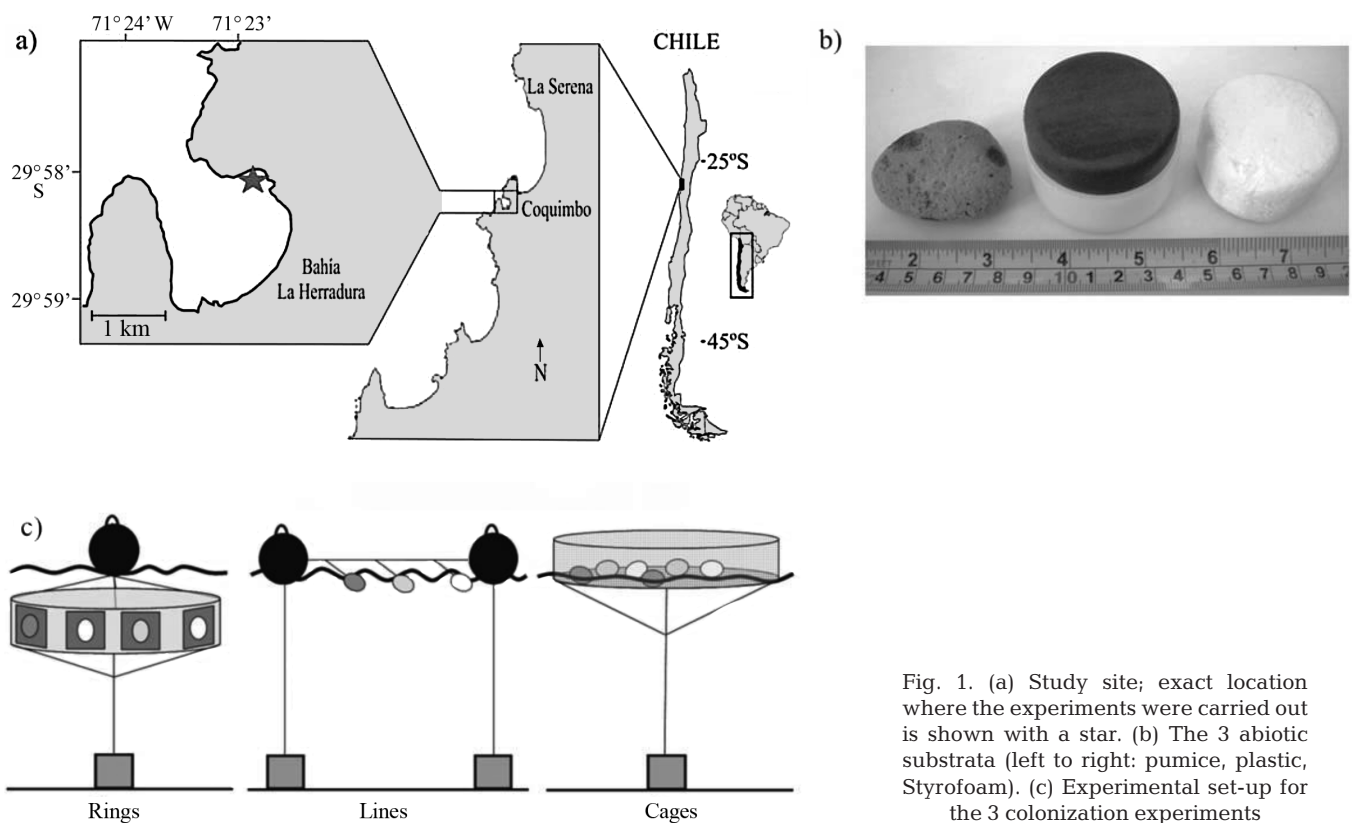 a)
71° 24' W 71° 23'
29° 58'
S
29° 59'
1 km
Bahía
La Herradura
La Serena
Coquimbo
N
CHILE
-25°S
-45°S
b)
2 3 4 5 6 7
4 5 6 7 8 9 10 1 2 3 4 5 6 7 8 9
c)
Rings
Lines
Cages
Fig. 1. (a) Study site; exact location
where the experiments were carried out
is shown with a star. (b) The 3 abiotic
substrata (left to right: pumice, plastic,
Styrofoam). (c) Experimental set-up for
the 3 colonization experiments